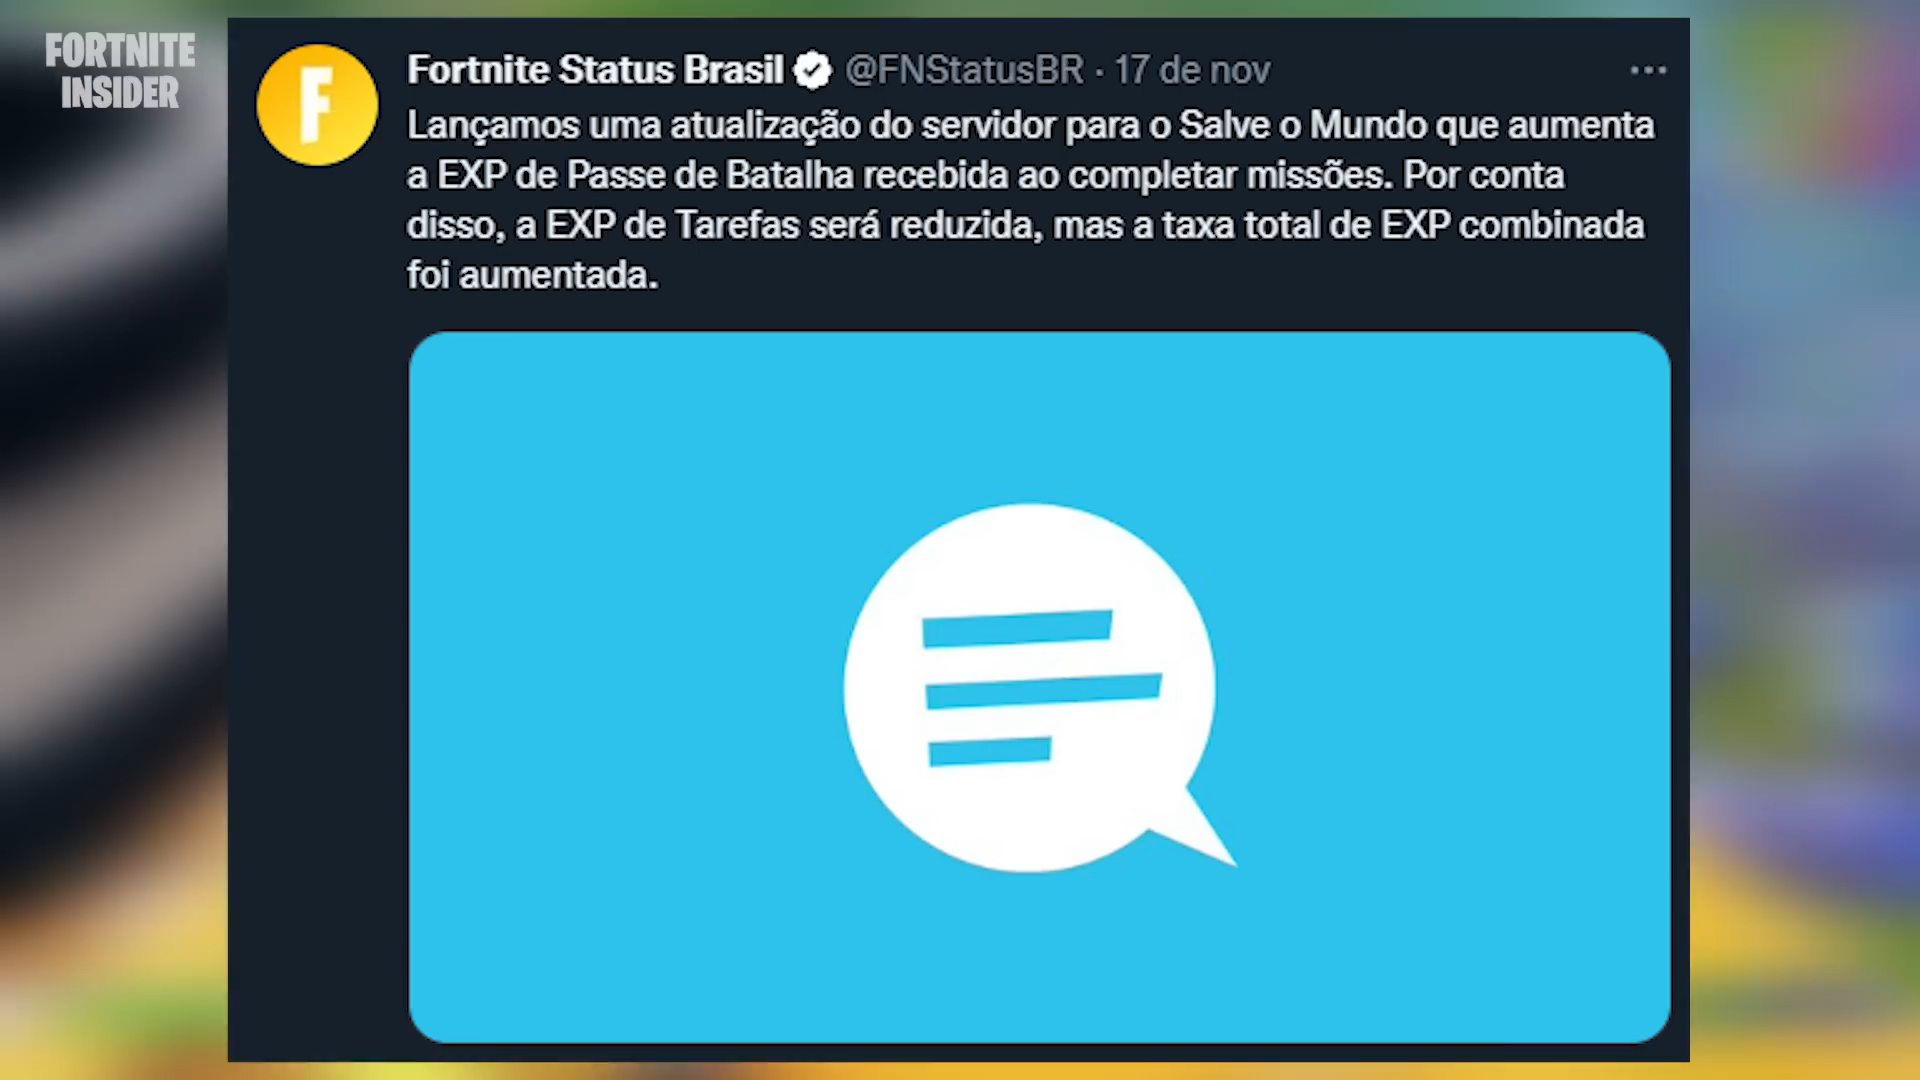 FORTNITE
INSIDER
F
Fortnite Status Brasil @FNStatusBR · 17 de nov
Lançamos uma atualização do servidor para o Salve o Mundo que aumenta
a EXP de Passe de Batalha recebida ao completar missões. Por conta
disso, a EXP de Tarefas será reduzida, mas a taxa total de EXP combinada
foi aumentada.